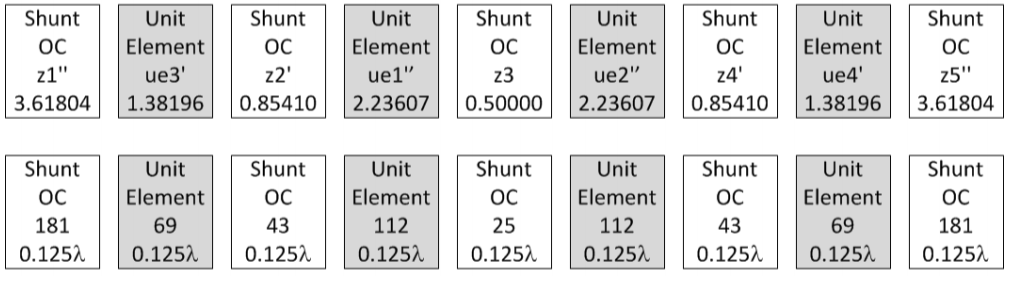 Shunt
OC
z1"
3.61804
Unit
Element
ue3'
1.38196
Shunt
OC
z2'
0.85410
Unit
Element
ue1″
2.23607
Shunt
OC
z3
0.50000
Unit
Element
ue2″
2.23607
Shunt
OC
z4'
0.85410
Unit
Element
ue4'
1.38196
Shunt
OC
z5"
3.61804
Shunt
OC
181
0.125λ
Unit
Element
69
0.125λ
Shunt
OC
43
0.125λ
Unit
Element
112
0.125λ
Shunt
OC
25
0.125λ
Unit
Element
112
0.125λ
Shunt
OC
43
0.125λ
Unit
Element
69
0.125λ
Shunt
OC
181
0.125λ